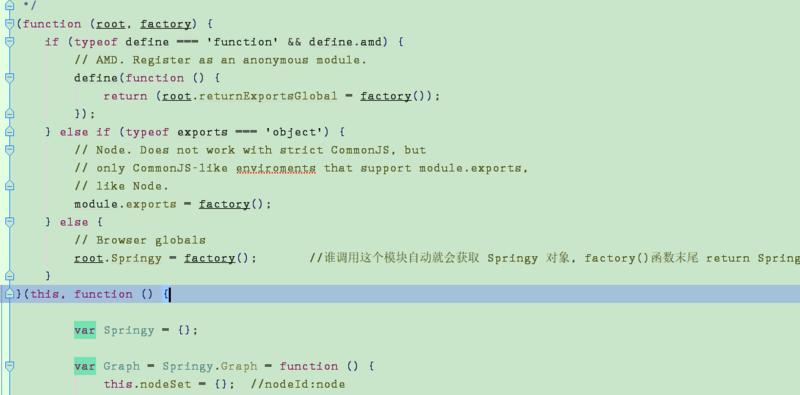 */
(function (root, factory) {
if (typeof define === 'function' && define.amd) {
// AMD. Register as an anonymous module.
define(function () {
return (root.returnExportsGlobal = factory());
});
} else if (typeof exports === 'object') {
// Node. Does not work with strict CommonJS, but
// only CommonJS-like enviroments that support module.exports,
// like Node.
module.exports = factory();
} else {
// Browser globals
root.Springy = factory(); //谁调用这个模块自动就会获取 Springy 对象, factory()函数末尾 return Spring
}
}(this, function () {
var Springy = {};
var Graph = Springy.Graph = function () {
this.nodeSet = {}; //nodeId:node